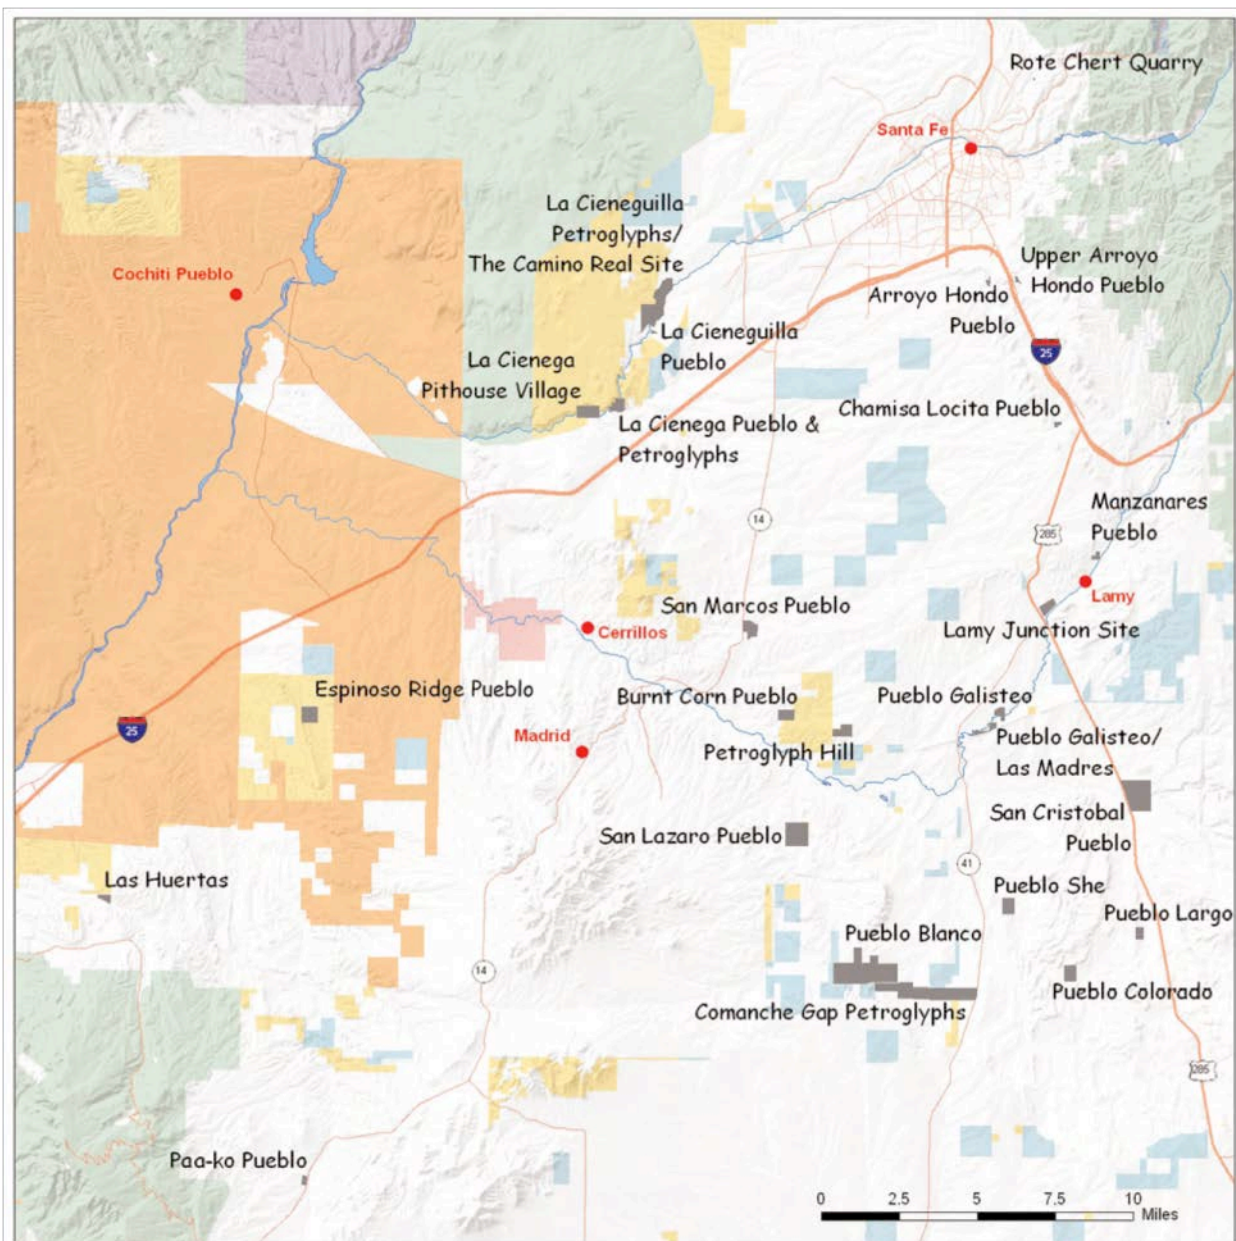 Rote Chert Quarry
Santa Fe
La Cieneguilla
Petroglyphs/
The Camino Real Site
Cochiti Pueblo
Upper Arroyo
Hondo Pueblo
Arroyo Hondo
Pueblo
La Cieneguilla
Pueblo
25
La Cienega
Pithouse Village
Chamisa Locita Pueblo
La Cienega Pueblo &
Petroglyphs
Manzanares
Pueblo
14
285
Lamy
San Marcos Pueblo
Cerrillos
Lamy Junction Site
Espinoso Ridge Pueblo
Burnt Corn Pueblo
Pueblo Galisteo
25
Madrid
Petroglyph Hill
Pueblo Galisteo/
Las Madres
San Cristobal
Pueblo
San Lazaro Pueblo
41
Las Huertas
Pueblo She
Pueblo Largo
Pueblo Blanco
14
Pueblo Colorado
Comanche Gap Petroglyphs
285
Paa-ko Pueblo
0 2.5 5 7.5 10
Miles